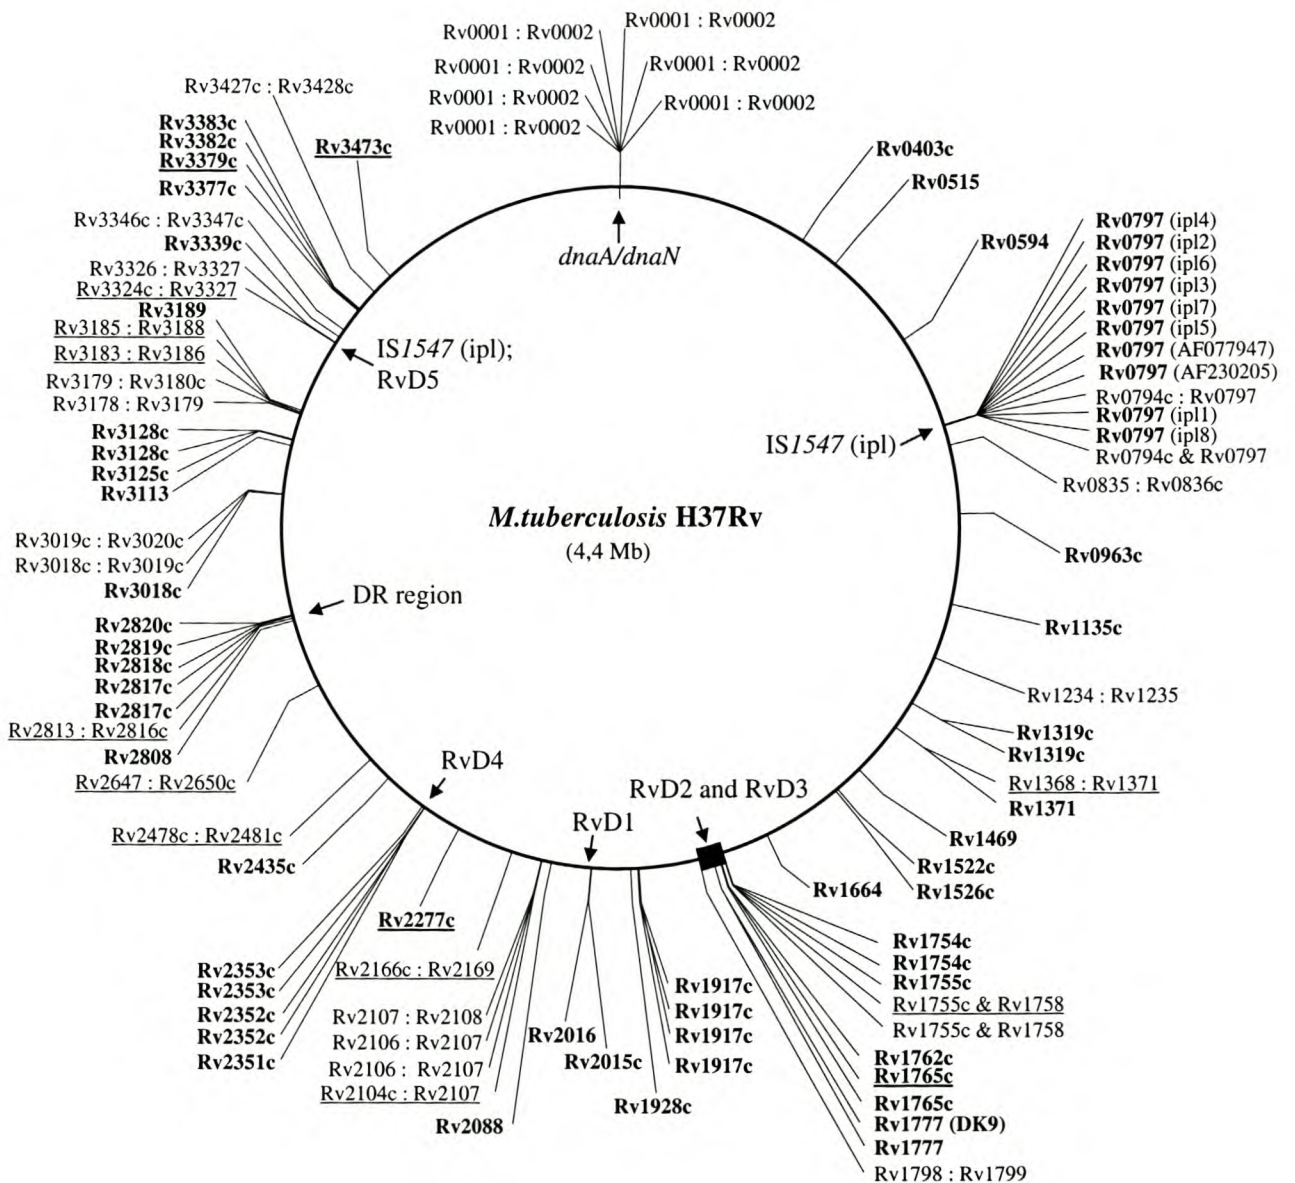 Rv0001 : Rv0002
Rv0001 : Rv0002
Rv0001 : Rv0002
Rv0001 : Rv0002
Rv0001 : Rv0002
Rv0001 : Rv0002
Rv0001 : Rv0002
dnaA/dnaN
Rv0403c
Rv0515
Rv0594
Rv0797 (ipl4)
Rv0797 (ipl2)
Rv0797 (ipl6)
Rv0797 (ipl3)
Rv0797 (ipl7)
Rv0797 (ipl5)
Rv0797 (AF077947)
Rv0797 (AF230205)
Rv0794c : Rv0797
Rv0797 (ipl1)
Rv0797 (ipl8)
Rv0794c & Rv0797
IS1547 (ipl)
Rv0835 : Rv0836c
Rv0963c
Rv1135c
Rv1234 : Rv1235
Rv1319c
Rv1319c
Rv1368 : Rv1371
Rv1371
Rv1469
Rv1522c
Rv1526c
Rv1664
RvD2 and RvD3
Rv1754c
Rv1754c
Rv1755c
Rv1755c & Rv1758
Rv1755c & Rv1758
Rv1762c
Rv1765c
Rv1765c
Rv1777 (DK9)
Rv1777
Rv1798 : Rv1799
Rv1917c
Rv1917c
Rv1917c
Rv1917c
Rv1928c
RvD1
Rv2016
Rv2015c
Rv2088
Rv2107 : Rv2108
Rv2106 : Rv2107
Rv2106 : Rv2107
Rv2104c : Rv2107
Rv2166c : Rv2169
Rv2277c
RvD4
Rv2353c
Rv2353c
Rv2352c
Rv2352c
Rv2351c
Rv2435c
Rv2478c : Rv2481c
Rv2647 : Rv2650c
DR region
Rv2820c
Rv2819c
Rv2818c
Rv2817c
Rv2817c
Rv2813 : Rv2816c
Rv2808
Rv3019c : Rv3020c
Rv3018c : Rv3019c
Rv3018c
Rv3128c
Rv3128c
Rv3125c
Rv3113
Rv3189
Rv3185 : Rv3188
Rv3183 : Rv3186
Rv3179 : Rv3180c
Rv3178 : Rv3179
IS1547 (ipl);
RvD5
Rv3346c : Rv3347c
Rv3339c
Rv3326 : Rv3327
Rv3324c : Rv3327
Rv3383c
Rv3382c
Rv3379c
Rv3377c
Rv3427c : Rv3428c
Rv3473c
M.tuberculosis H37Rv
(4,4 Mb)